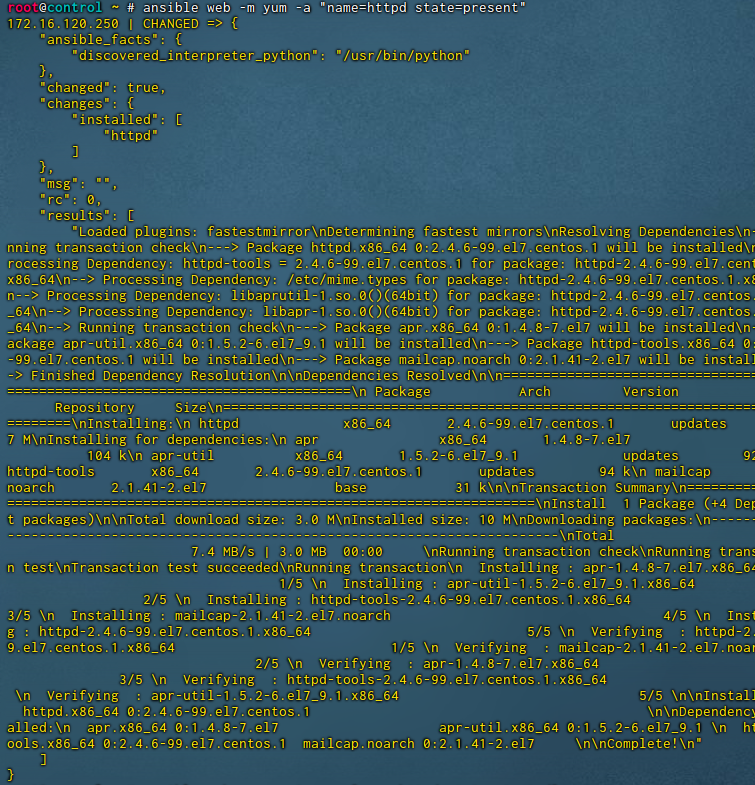 root@control ~ # ansible web -m yum -a "name=httpd state=present"
172.16.120.250 | CHANGED => {
    "ansible_facts": {
        "discovered_interpreter_python": "/usr/bin/python"
    },
    "changed": true,
    "changes": {
        "installed": [
            "httpd"
        ]
    },
    "msg": "",
    "rc": 0,
    "results": [
        "Loaded plugins: fastestmirror\nDetermining fastest mirrors\nResolving Dependencies\n-
nning transaction check\n---> Package httpd.x86_64 0:2.4.6-99.el7.centos.1 will be installed\n
rocessing Dependency: httpd-tools = 2.4.6-99.el7.centos.1 for package: httpd-2.4.6-99.el7.cent
x86_64\n--> Processing Dependency: /etc/mime.types for package: httpd-2.4.6-99.el7.centos.1.x8
n--> Processing Dependency: libaprutil-1.so.0()(64bit) for package: httpd-2.4.6-99.el7.centos.
_64\n--> Processing Dependency: libapr-1.so.0()(64bit) for package: httpd-2.4.6-99.el7.centos.
_64\n--> Running transaction check\n---> Package apr.x86_64 0:1.4.8-7.el7 will be installed\n
ackage apr-util.x86_64 0:1.5.2-6.el7_9.1 will be installed\n---> Package httpd-tools.x86_64 0:
-99.el7.centos.1 will be installed\n---> Package mailcap.noarch 0:2.1.41-2.el7 will be install
-> Finished Dependency Resolution\n\nDependencies Resolved\n\n================================
===========================================\n Package           Arch         Version
      Repository     Size\n===================================================================
========\nInstalling:\n httpd             x86_64       2.4.6-99.el7.centos.1       updates
7 M\nInstalling for dependencies:\n apr               x86_64       1.4.8-7.el7
          104 k\n apr-util          x86_64       1.5.2-6.el7_9.1             updates        92
httpd-tools       x86_64       2.4.6-99.el7.centos.1       updates        94 k\n mailcap
noarch       2.1.41-2.el7                base           31 k\n\nTransaction Summary\n=========
==================================================================\nInstall  1 Package (+4 Dep
t packages)\n\nTotal download size: 3.0 M\nInstalled size: 10 M\nDownloading packages:\n------
---------------------------------------------------------------------\nTotal
                       7.4 MB/s | 3.0 MB  00:00     \nRunning transaction check\nRunning trans
n test\nTransaction test succeeded\nRunning transaction\n  Installing : apr-1.4.8-7.el7.x86_64
                                  1/5 \n  Installing : apr-util-1.5.2-6.el7_9.1.x86_64
                 2/5 \n  Installing : httpd-tools-2.4.6-99.el7.centos.1.x86_64
3/5 \n  Installing : mailcap-2.1.41-2.el7.noarch                                  4/5 \n  Inst
g : httpd-2.4.6-99.el7.centos.1.x86_64                           5/5 \n  Verifying  : httpd-2.
9.el7.centos.1.x86_64                           1/5 \n  Verifying  : mailcap-2.1.41-2.el7.noar
                               2/5 \n  Verifying  : apr-1.4.8-7.el7.x86_64
              3/5 \n  Verifying  : httpd-tools-2.4.6-99.el7.centos.1.x86_64
 \n  Verifying  : apr-util-1.5.2-6.el7_9.1.x86_64                              5/5 \n\nInstall
  httpd.x86_64 0:2.4.6-99.el7.centos.1                                          \n\nDependency
alled:\n  apr.x86_64 0:1.4.8-7.el7                    apr-util.x86_64 0:1.5.2-6.el7_9.1 \n  ht
ools.x86_64 0:2.4.6-99.el7.centos.1  mailcap.noarch 0:2.1.41-2.el7     \n\nComplete!\n"
    ]
}